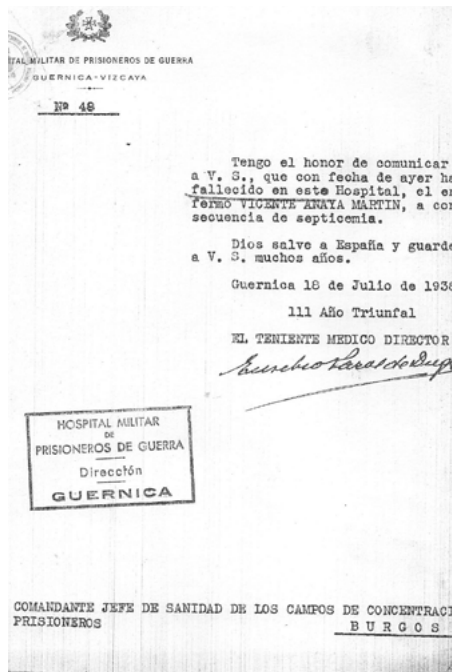 TAL MILITAR DE PRISIONEROS DE GUERRA
GUERNICA-VIZCAYA
Nº 48
Tengo el honor de comunicar
a V. S., que con fecha de ayer ha
fallecido en este Hospital, el en
fermo VICENTE ANAYA MARTIN, a con
secuencia de septicemia.
Dios salve a España y guarde
a V. S. muchos años.
Guernica 18 de Julio de 1938
111 Año Triunfal
EL TENIENTE MEDICO DIRECTOR
Eusebio
HOSPITAL MILITAR
DE
PRISIONEROS DE GUERRA
Dirección
GUERNICA
COMANDANTE JEFE DE SANIDAD DE LOS CAMPOS DE CONCENTRACI
PRISIONEROS
BURGOS